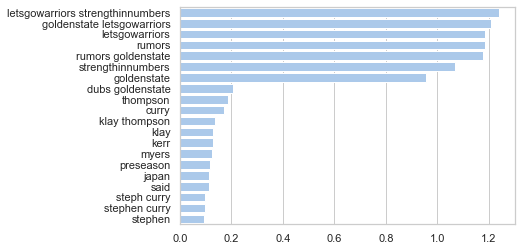 letsgowarriors strengthinnumbers
goldenstate letsgowarriors
letsgowarriors
rumors
rumors goldenstate
strengthinnumbers
goldenstate
dubs goldenstate
thompson
curry
klay thompson
klay
kerr
myers
preseason
japan
said
steph curry
stephen curry
stephen
0.0 0.2 0.4 0.6 0.8 1.0 1.2